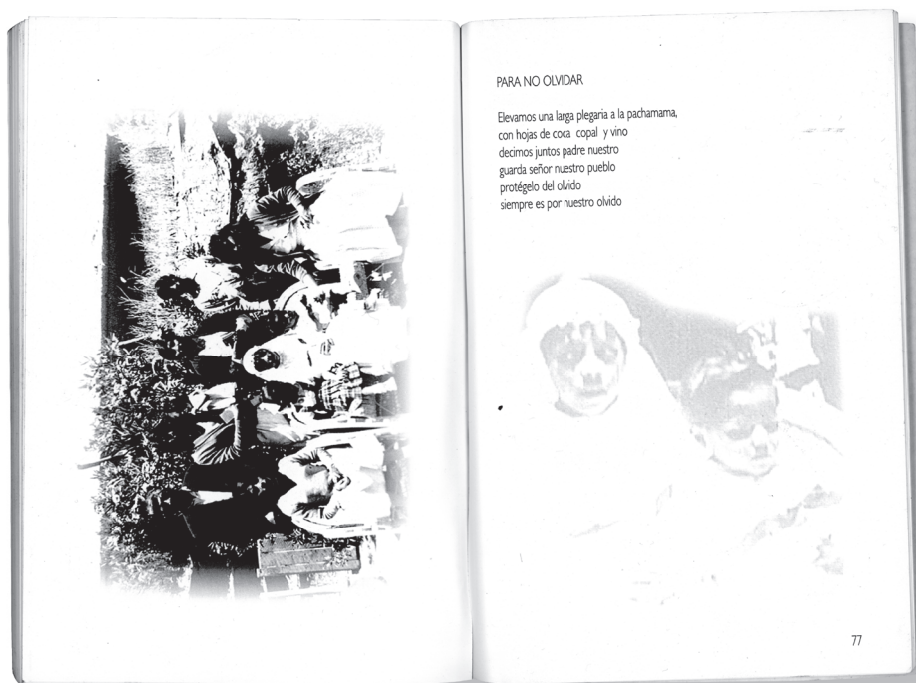 PARA NO OLVIDAR
Elevamos una larga plegaria a la pachamama,
con hojas de coca copal y vino
decimos juntos padre nuestro
guarda señor nuestro pueblo
protégelo del olvido
siempre es por nuestro olvido
77